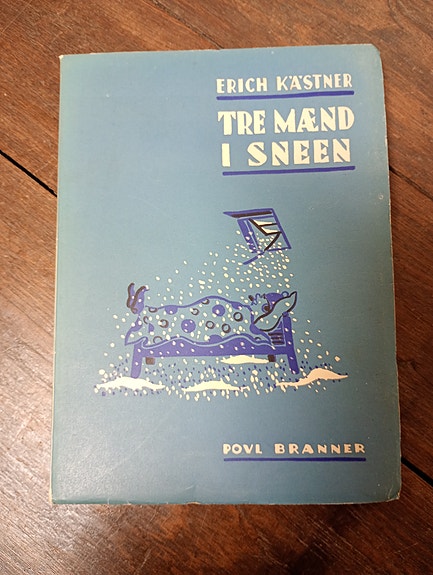 ERICH KÄSTNER
TRE MÆND
I SNEEN
POVL BRANNER